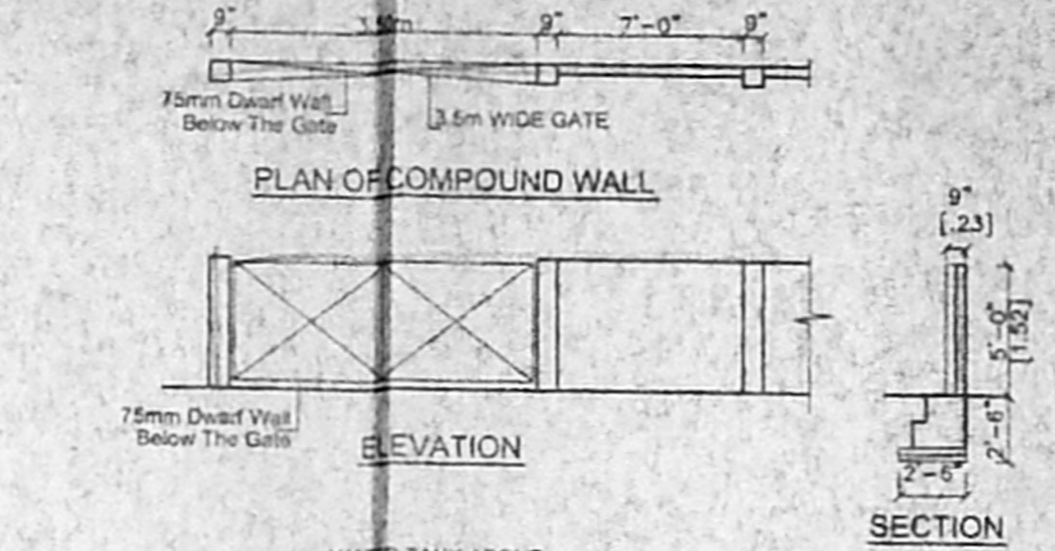 9" 3.50m 9" 7'-0" 9"
75mm Dwarf Wall
Below The Gate
3.5m WIDE GATE
PLAN OF COMPOUND WALL
9"
[.23]
5'-0"
[1.52]
2'-6"
75mm Dwarf Wall
Below The Gate
ELEVATION
2'-6"
SECTION